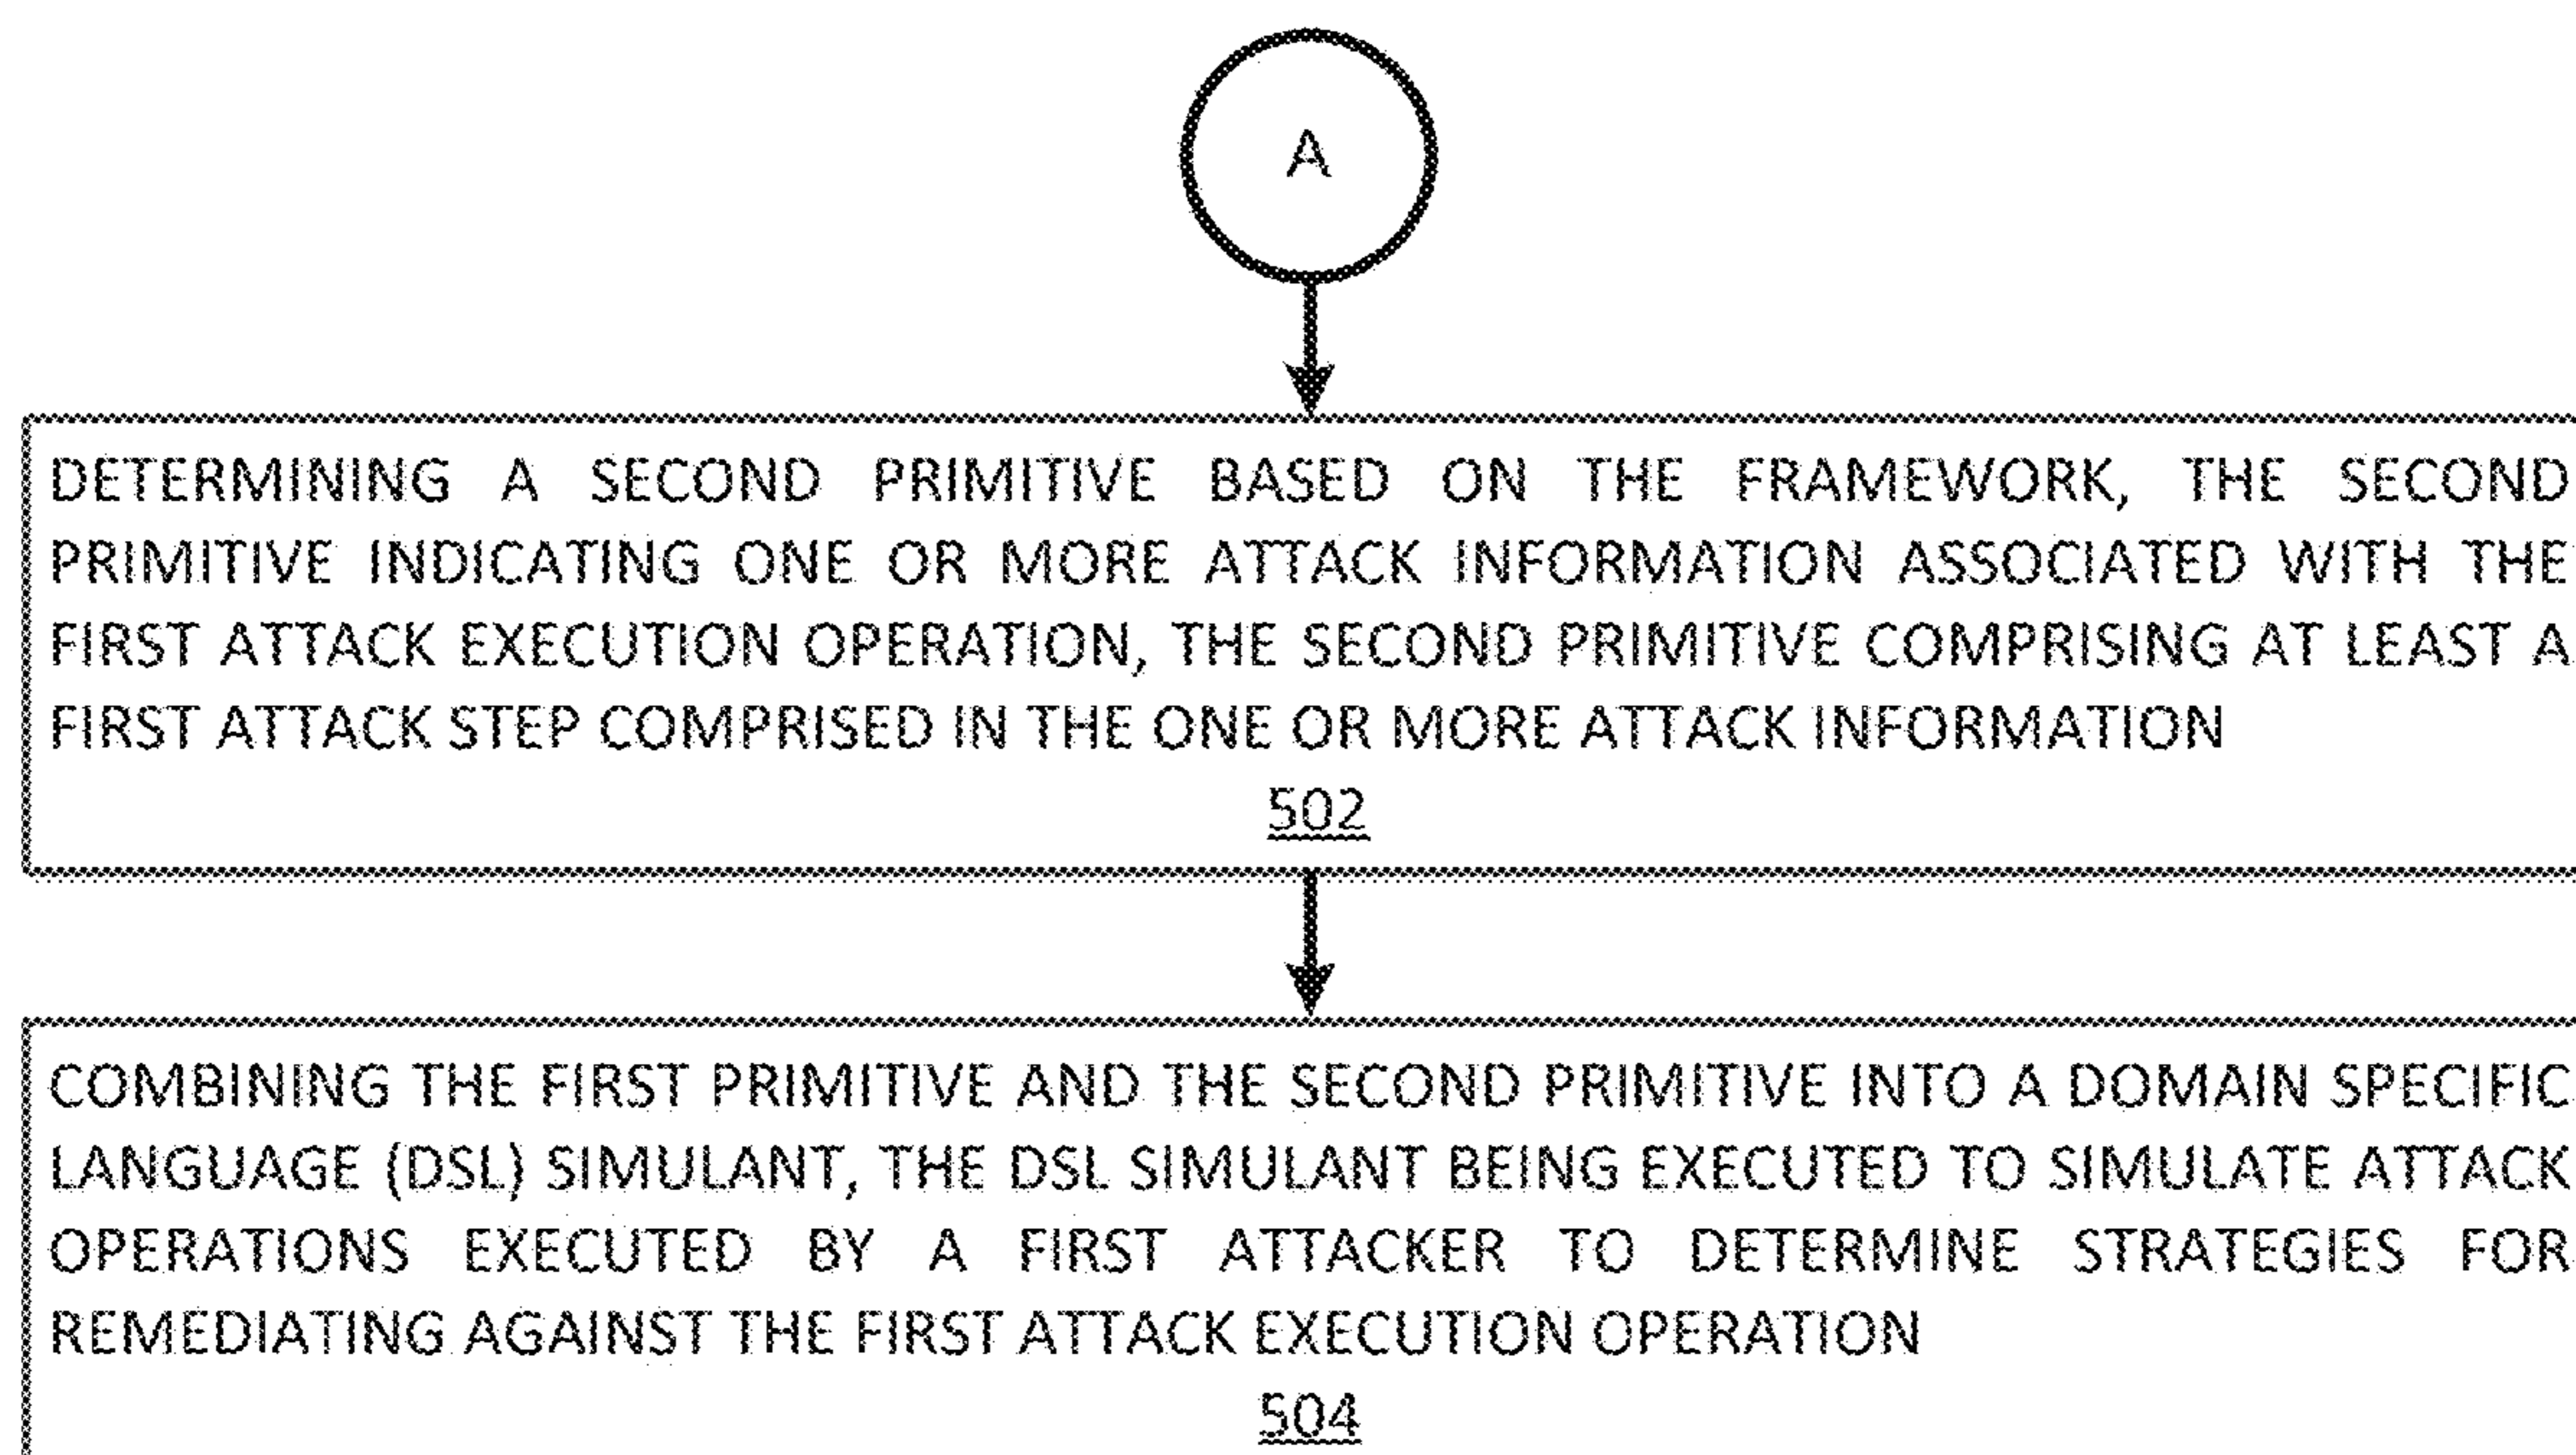 A
DETERMINING A SECOND PRIMITIVE BASED ON THE FRAMEWORK, THE SECOND
PRIMITIVE INDICATING ONE OR MORE ATTACK INFORMATION ASSOCIATED WITH THE
FIRST ATTACK EXECUTION OPERATION, THE SECOND PRIMITIVE COMPRISING AT LEAST A
FIRST ATTACK STEP COMPRISED IN THE ONE OR MORE ATTACK INFORMATION
502
COMBINING THE FIRST PRIMITIVE AND THE SECOND PRIMITIVE INTO A DOMAIN SPECIFIC
LANGUAGE (DSL) SIMULANT, THE DSL SIMULANT BEING EXECUTED TO SIMULATE ATTACK
OPERATIONS EXECUTED BY A FIRST ATTACKER TO DETERMINE STRATEGIES FOR
REMEDIATING AGAINST THE FIRST ATTACK EXECUTION OPERATION
504